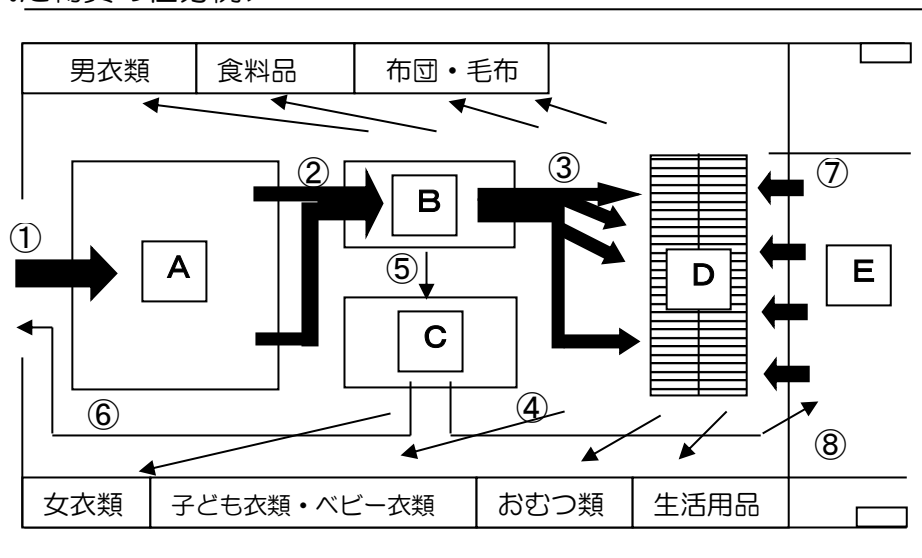 男衣類
食料品
布団・毛布
①
②
③
⑦
A
B
D
E
⑤
C
⑥
④
⑧
女衣類
子ども衣類・ベビー衣類
おむつ類
生活用品